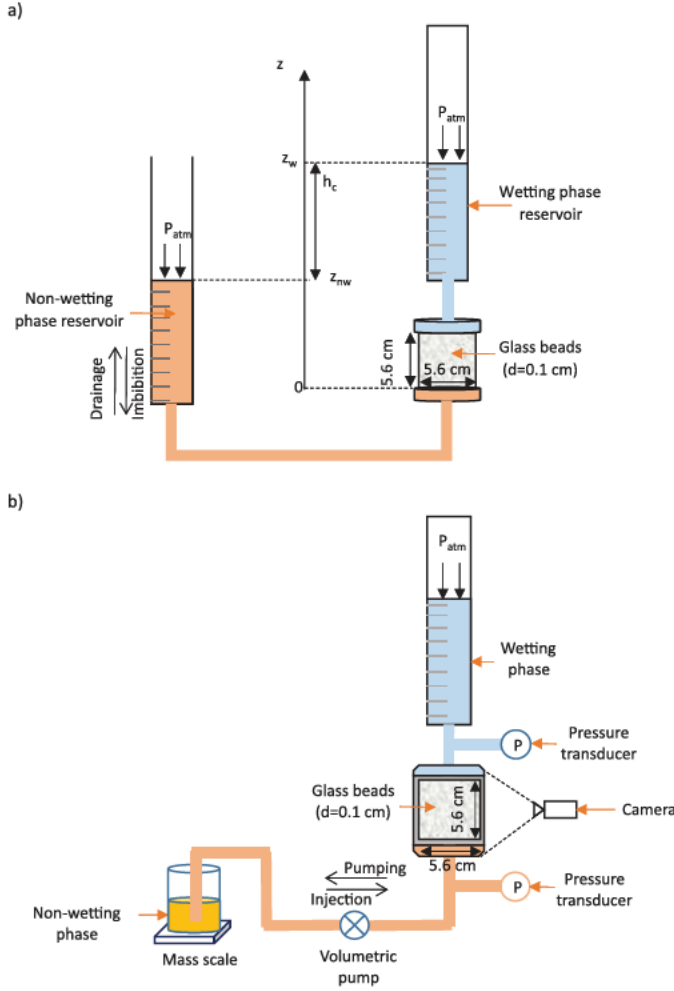 a)
z
P_atm
z_w
h_c
Wetting phase
reservoir
P_atm
z_nw
Non-wetting
phase reservoir
Drainage
Imbibition
5.6 cm
5.6 cm
Glass beads
(d=0.1 cm)
0
b)
P_atm
Wetting
phase
P
Pressure
transducer
Glass beads
(d=0.1 cm)
5.6 cm
Camera
5.6 cm
Pumping
Injection
P
Pressure
transducer
Non-wetting
phase
Mass scale
Volumetric
pump